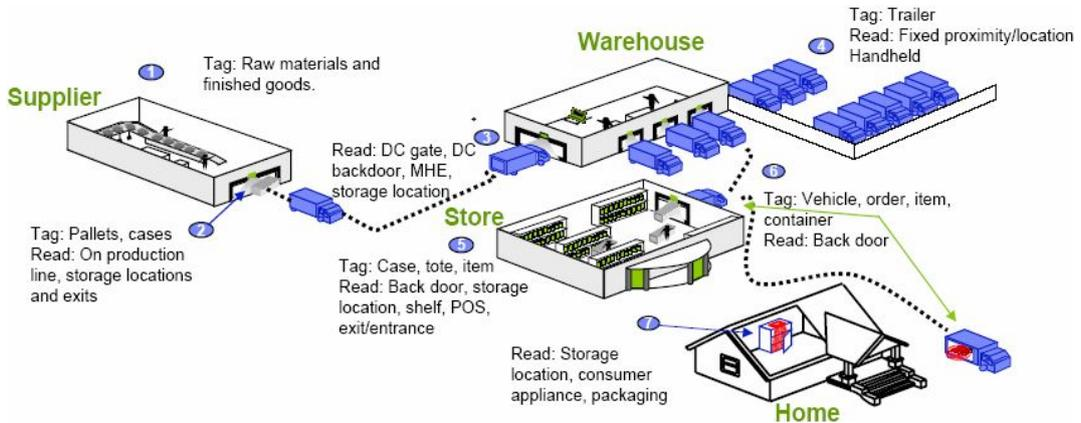 1
Tag: Raw materials and
finished goods.
Supplier
2
Tag: Pallets, cases
Read: On production
line, storage locations
and exits
3
Read: DC gate, DC
backdoor, MHE,
storage location
Warehouse
4
Tag: Trailer
Read: Fixed proximity/location
Handheld
Store
5
Tag: Case, tote, item
Read: Back door, storage
location, shelf, POS,
exit/entrance
6
Tag: Vehicle, order, item,
container
Read: Back door
7
Read: Storage
location, consumer
appliance, packaging
Home